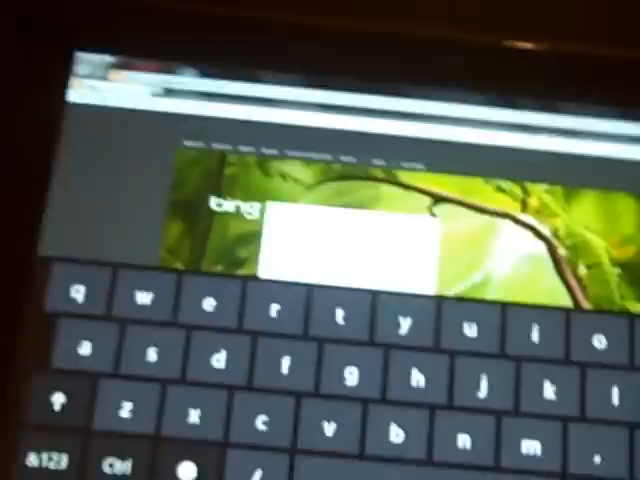 bing
q w e r t y u i o
a s d f g h j k l
z x c v b n m ,
&123 Ctrl /